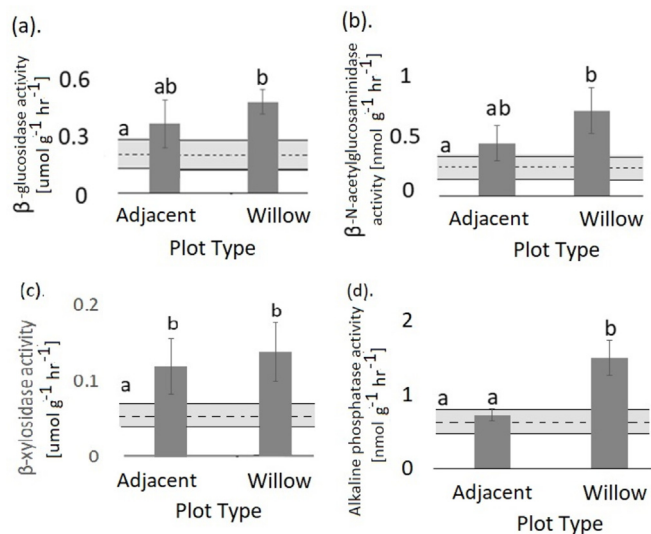 (a).
β-glucosidase activity
[umol g⁻¹ hr⁻¹]
0.6
0.3
0
a
ab
b
Adjacent
Willow
Plot Type
(b).
β-N-acetylglucosaminidase
activity [nmol g⁻¹ hr⁻¹]
1
0.5
0
a
ab
b
Adjacent
Willow
Plot Type
(c).
β-xylosidase activity
[umol g⁻¹ hr⁻¹]
0.2
0.1
0
a
b
b
Adjacent
Willow
Plot Type
(d).
Alkaline phosphatase activity
[nmol g⁻¹ hr⁻¹]
2
1
0
a
a
b
Adjacent
Willow
Plot Type